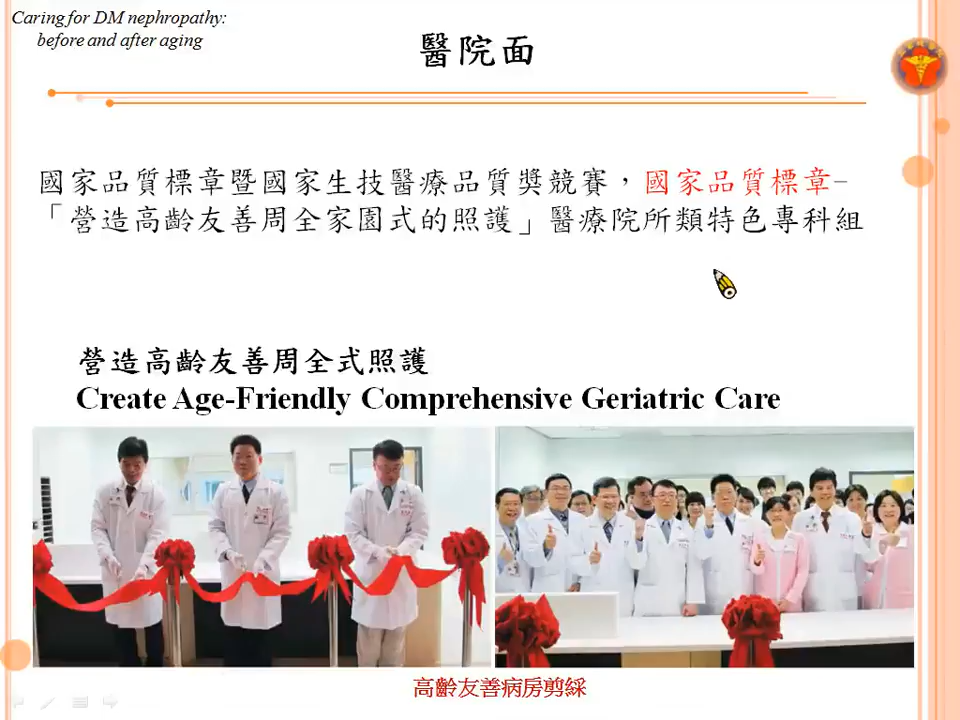 Caring for DM nephropathy:
before and after aging
醫院面
國家品質標章暨國家生技醫療品質獎競賽，國家品質標章–
「營造高齡友善周全家園式的照護」醫療院所類特色專科組
營造高齡友善周全式照護
Create Age-Friendly Comprehensive Geriatric Care
高齡友善病房剪綵